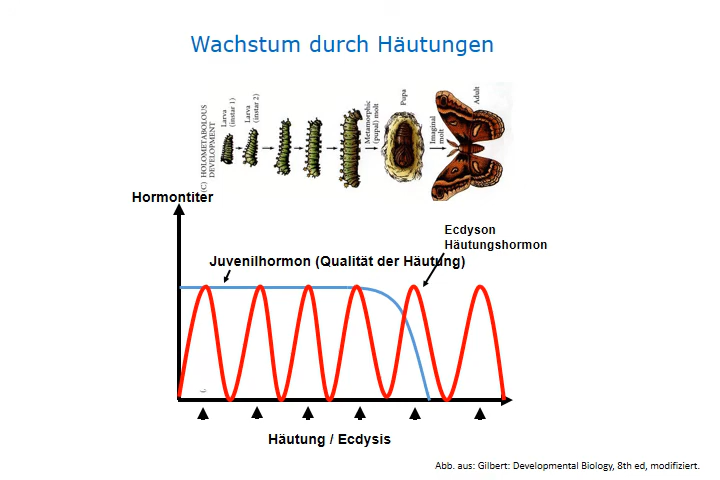 Wachstum durch Häutungen
(C) HOLOMETABOLOUS
DEVELOPMENT
Larva
(instar 1)
Larva
(instar 2)
Metamorphic
(pupal) molt
Pupa
Imaginal
molt
Adult
Hormontiter
Ecdyson
Häutungshormon
Juvenilhormon (Qualität der Häutung)
Häutung / Ecdysis
Abb. aus: Gilbert: Developmental Biology, 8th ed, modifiziert.